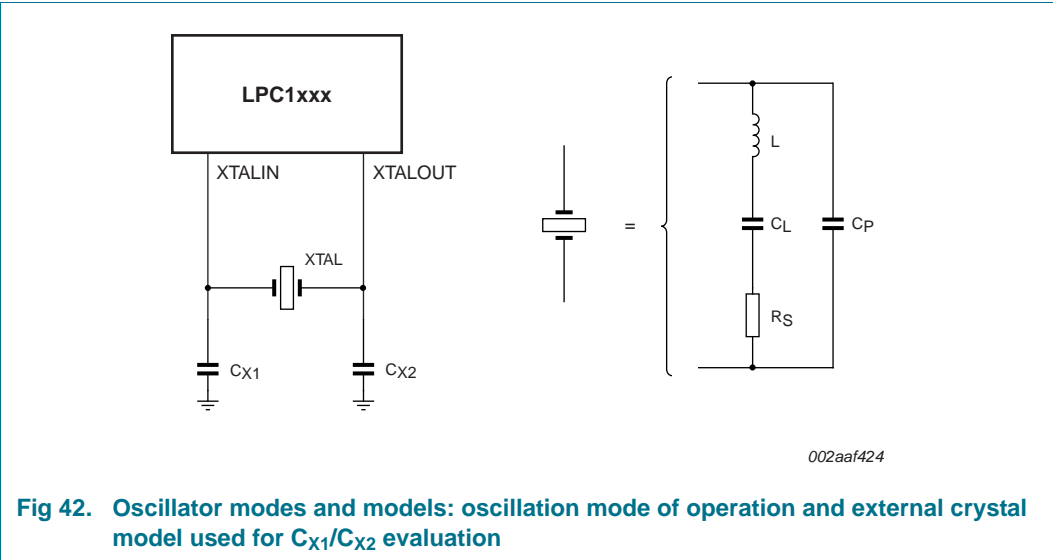 LPC1xxx
XTALIN XTALOUT
XTAL
CX1 CX2
=
L
CL CP
RS
002aaf424
Fig 42. Oscillator modes and models: oscillation mode of operation and external crystal
model used for CX1/CX2 evaluation